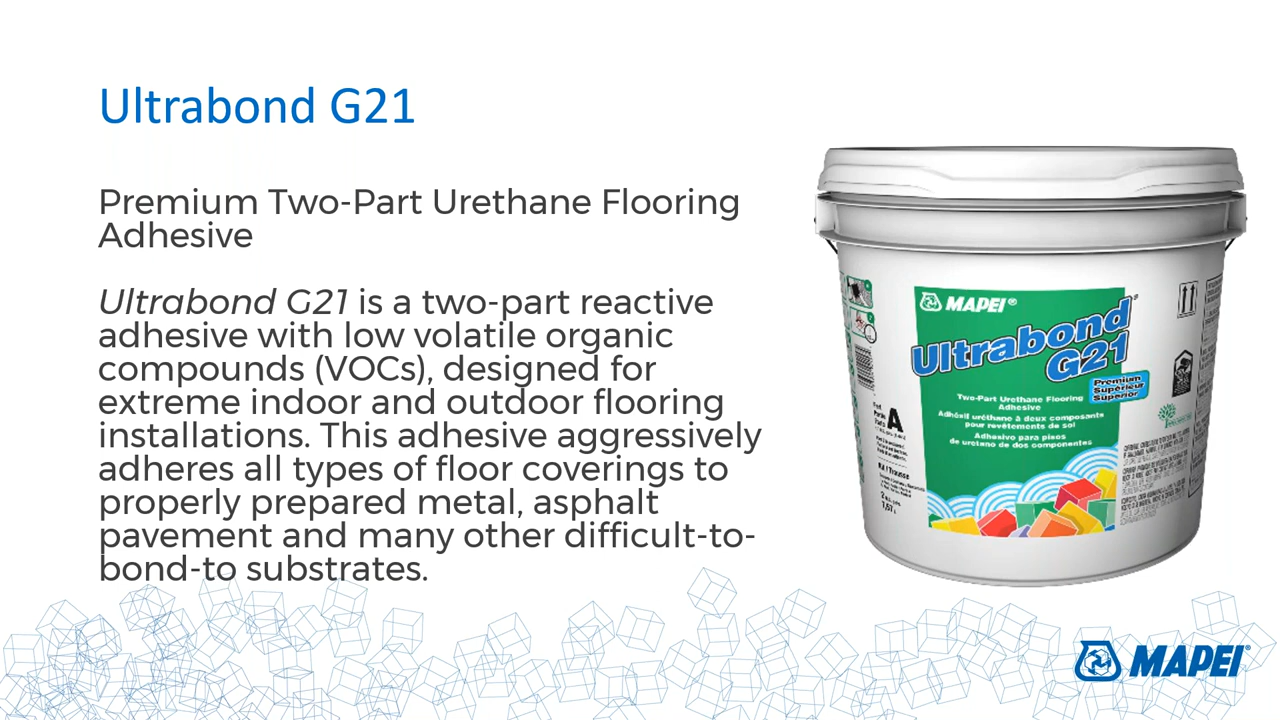 Ultrabond G21
Premium Two-Part Urethane Flooring
Adhesive
Ultrabond G21 is a two-part reactive
adhesive with low volatile organic
compounds (VOCs), designed for
extreme indoor and outdoor flooring
installations. This adhesive aggressively
adheres all types of floor coverings to
properly prepared metal, asphalt
pavement and many other difficult-to-
bond-to substrates.
MAPEI®
Ultrabond®
G21
Premium
Supérieur
Superior
Two-Part Urethane Flooring
Adhesive
Adhésif uréthane à deux composants
pour revêtements de sol
Adhesivo para pisos
de uretano de dos componentes
A
MAPEI®